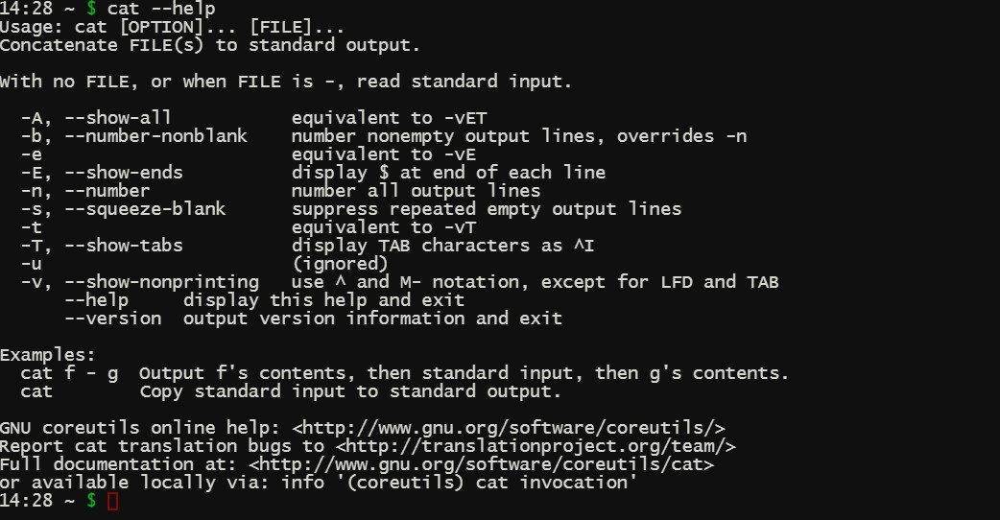 14:28 ~ $ cat --help
Usage: cat [OPTION]... [FILE]...
Concatenate FILE(s) to standard output.

With no FILE, or when FILE is -, read standard input.

  -A, --show-all           equivalent to -vET
  -b, --number-nonblank    number nonempty output lines, overrides -n
  -e                       equivalent to -vE
  -E, --show-ends          display $ at end of each line
  -n, --number             number all output lines
  -s, --squeeze-blank      suppress repeated empty output lines
  -t                       equivalent to -vT
  -T, --show-tabs          display TAB characters as ^I
  -u                       (ignored)
  -v, --show-nonprinting   use ^ and M- notation, except for LFD and TAB
      --help     display this help and exit
      --version  output version information and exit

Examples:
  cat f - g  Output f's contents, then standard input, then g's contents.
  cat        Copy standard input to standard output.

GNU coreutils online help: <http://www.gnu.org/software/coreutils/>
Report cat translation bugs to <http://translationproject.org/team/>
Full documentation at: <http://www.gnu.org/software/coreutils/cat>
or available locally via: info '(coreutils) cat invocation'
14:28 ~ $